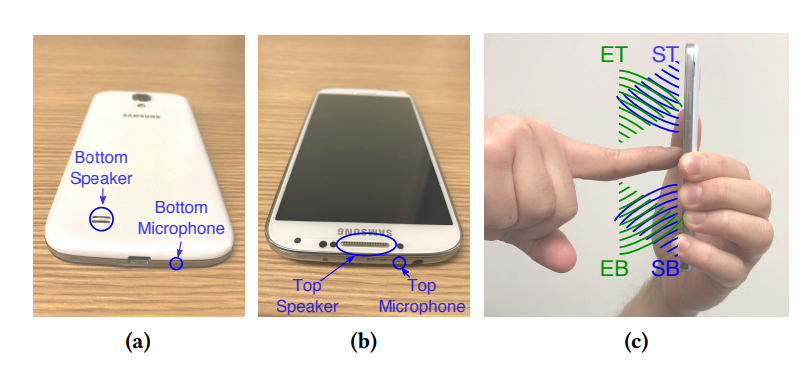 SAMSUNG
Bottom
Speaker
Bottom
Microphone
SAMSUNG
Top
Speaker
Top
Microphone
ET ST
EB SB
(a) (b) (c)